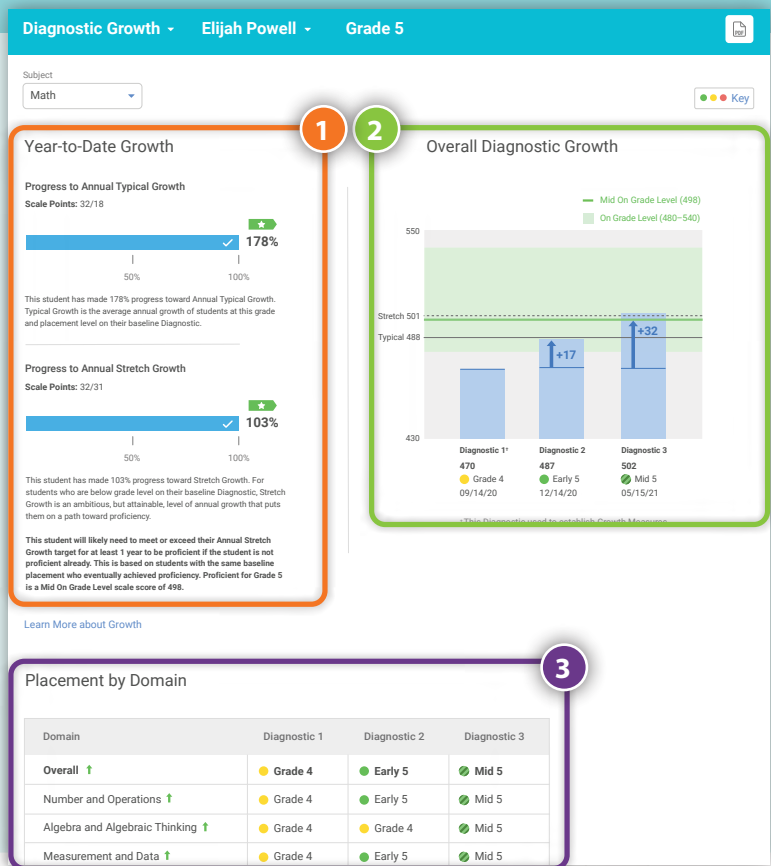 Diagnostic Growth Elijah Powell Grade 5
PDF
Subject
Math
Key
1
2
Year-to-Date Growth
Progress to Annual Typical Growth
Scale Points: 32/18
178%
50% 100%
This student has made 178% progress toward Annual Typical Growth.
Typical Growth is the average annual growth of students at this grade
and placement level on their baseline Diagnostic.
Progress to Annual Stretch Growth
Scale Points: 32/31
103%
50% 100%
This student has made 103% progress toward Stretch Growth. For
students who are below grade level on their baseline Diagnostic, Stretch
Growth is an ambitious, but attainable, level of annual growth that puts
them on a path toward proficiency.
This student will likely need to meet or exceed their Annual Stretch
Growth target for at least 1 year to be proficient if the student is not
proficient already. This is based on students with the same baseline
placement who eventually achieved proficiency. Proficient for Grade 5
is a Mid On Grade Level scale score of 498.
Learn More about Growth
Overall Diagnostic Growth
Mid On Grade Level (498)
On Grade Level (480–540)
550
Stretch 501
Typical 488
+17
+32
430
Diagnostic 1† Diagnostic 2 Diagnostic 3
470 487 502
Grade 4 Early 5 Mid 5
09/14/20 12/14/20 05/15/21
†This Diagnostic used to establish Growth Measures
3
Placement by Domain
Domain Diagnostic 1 Diagnostic 2 Diagnostic 3
Overall Grade 4 Early 5 Mid 5
Number and Operations Grade 4 Early 5 Mid 5
Algebra and Algebraic Thinking Grade 4 Grade 4 Mid 5
Measurement and Data Grade 4 Early 5 Mid 5